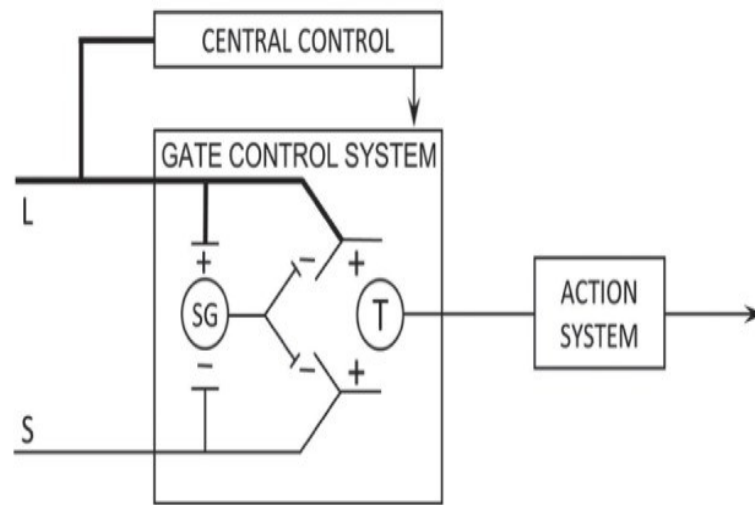 CENTRAL CONTROL
GATE CONTROL SYSTEM
L
+
-
+
SG
T
ACTION
SYSTEM
-
-
+
S